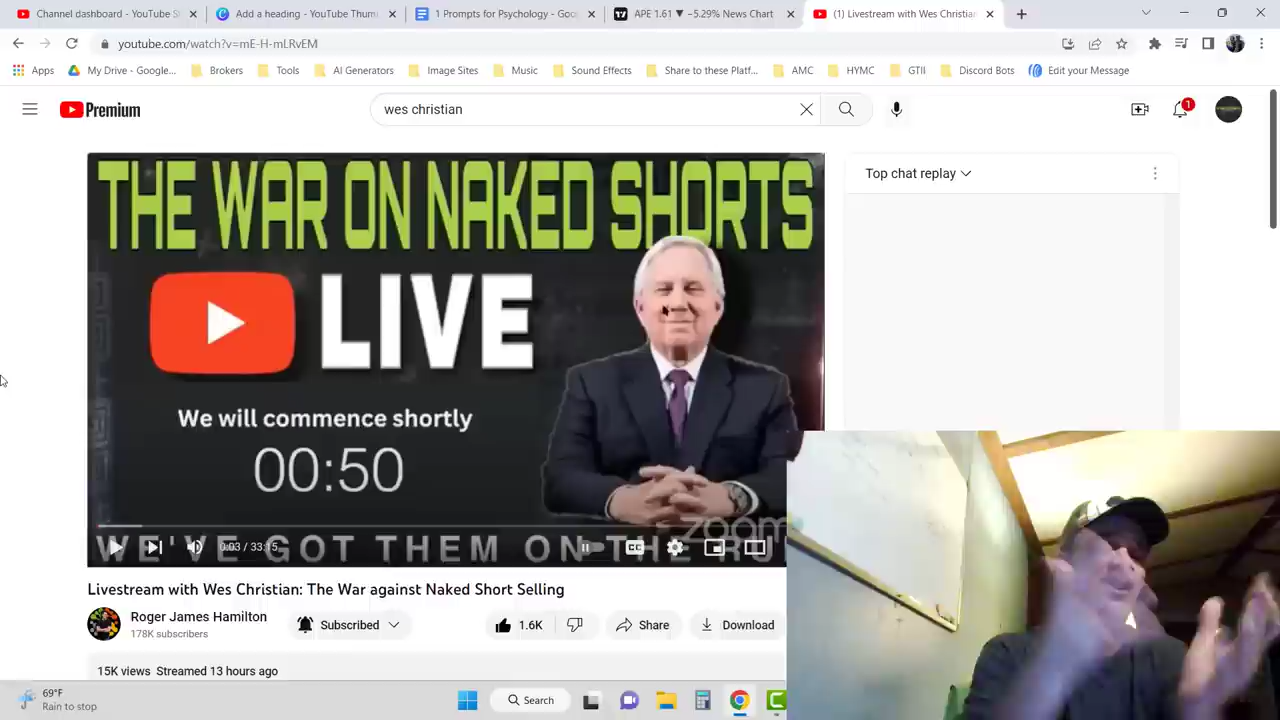 Channel dashboard - YouTube S
Add a heading - YouTube Thum
1 Prompts for Psychology - Goo
APE 1.61 ▼ −5.29% News Chart
(1) Livestream with Wes Christian
youtube.com/watch?v=mE-H-mLRvEM
Apps
My Drive - Google...
Brokers
Tools
AI Generators
Image Sites
Music
Sound Effects
Share to these Platf...
AMC
HYMC
GTII
Discord Bots
Edit your Message
Premium
wes christian
1
Top chat replay
THE WAR ON NAKED SHORTS
LIVE
We will commence shortly
00:50
zoom
WE'VE GOT THEM ON THE RU
0:03 / 33:15
CC
Livestream with Wes Christian: The War against Naked Short Selling
Roger James Hamilton
178K subscribers
Subscribed
1.6K
Share
Download
15K views Streamed 13 hours ago
69°F
Rain to stop
Search